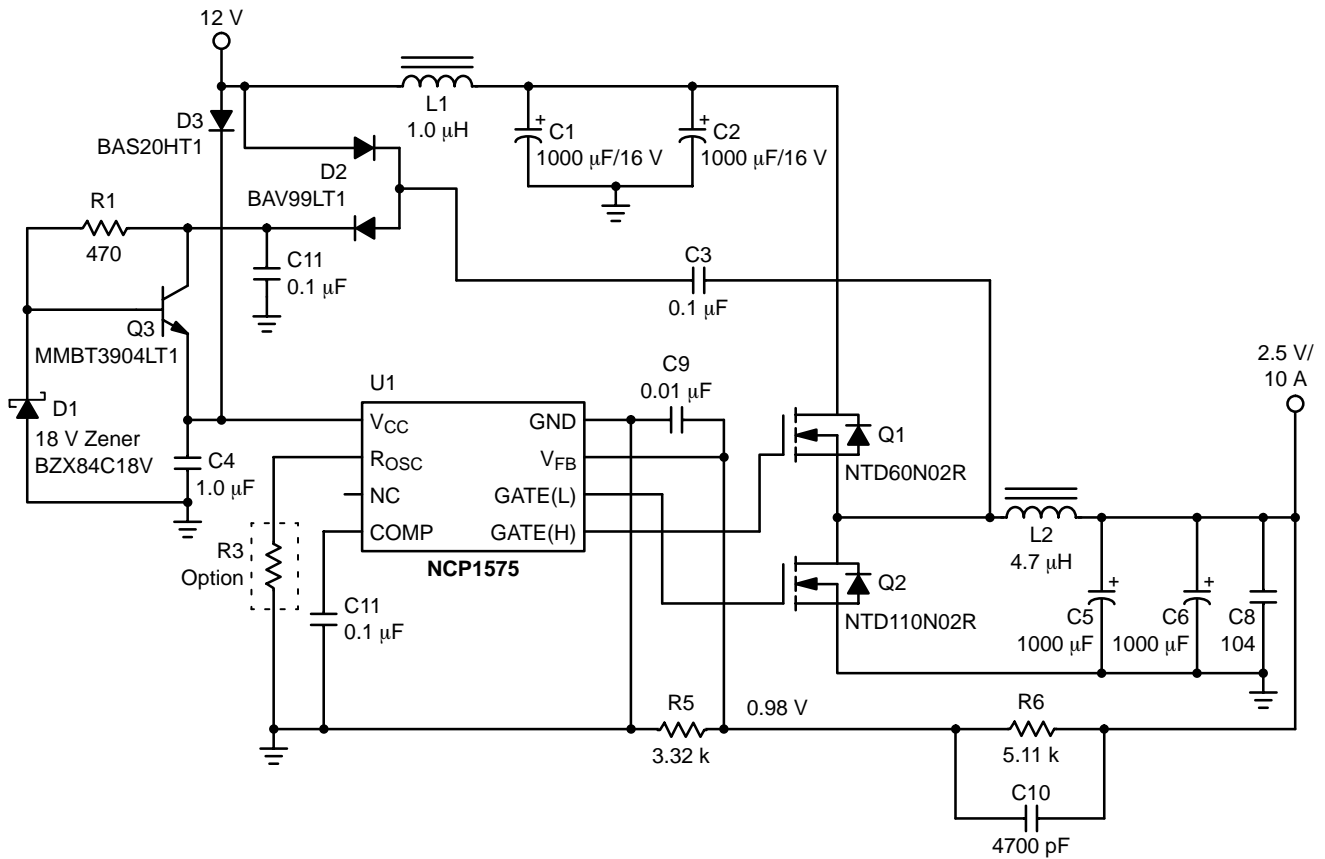 12 V
D3
BAS20HT1
L1
1.0 μH
C1
1000 μF/16 V
C2
1000 μF/16 V
D2
BAV99LT1
R1
470
C11
0.1 μF
C3
0.1 μF
Q3
MMBT3904LT1
D1
18 V Zener
BZX84C18V
C4
1.0 μF
U1
VCC
ROSC
NC
COMP
GND
VFB
GATE(L)
GATE(H)
NCP1575
C9
0.01 μF
Q1
NTD60N02R
Q2
NTD110N02R
2.5 V/
10 A
L2
4.7 μH
C5
1000 μF
C6
1000 μF
C8
104
R3
Option
C11
0.1 μF
R5
3.32 k
0.98 V
R6
5.11 k
C10
4700 pF
+
+
+
+